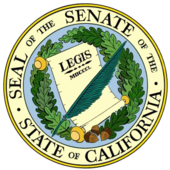 SEAL OF THE SENATE OF THE
STATE OF CALIFORNIA
LEGIS
MDCCCL